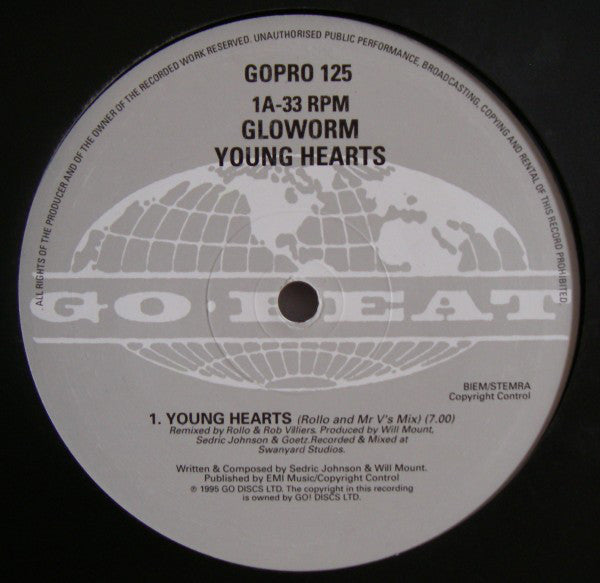 ALL RIGHTS OF THE PRODUCER AND OF THE OWNER OF THE RECORDED WORK RESERVED. UNAUTHORISED PUBLIC PERFORMANCE, BROADCASTING, COPYING AND RENTAL OF THIS RECORD PROHIBITED.
GOPRO 125
1A-33 RPM
GLOWORM
YOUNG HEARTS
GO·BEAT
BIEM/STEMRA
Copyright Control
1. YOUNG HEARTS (Rollo and Mr V's Mix) (7.00)
Remixed by Rollo & Rob Villiers. Produced by Will Mount,
Sedric Johnson & Goetz.Recorded & Mixed at
Swanyard Studios.
Written & Composed by Sedric Johnson & Will Mount.
Published by EMI Music/Copyright Control
℗ 1995 GO DISCS LTD. The copyright in this recording
is owned by GO! DISCS LTD.